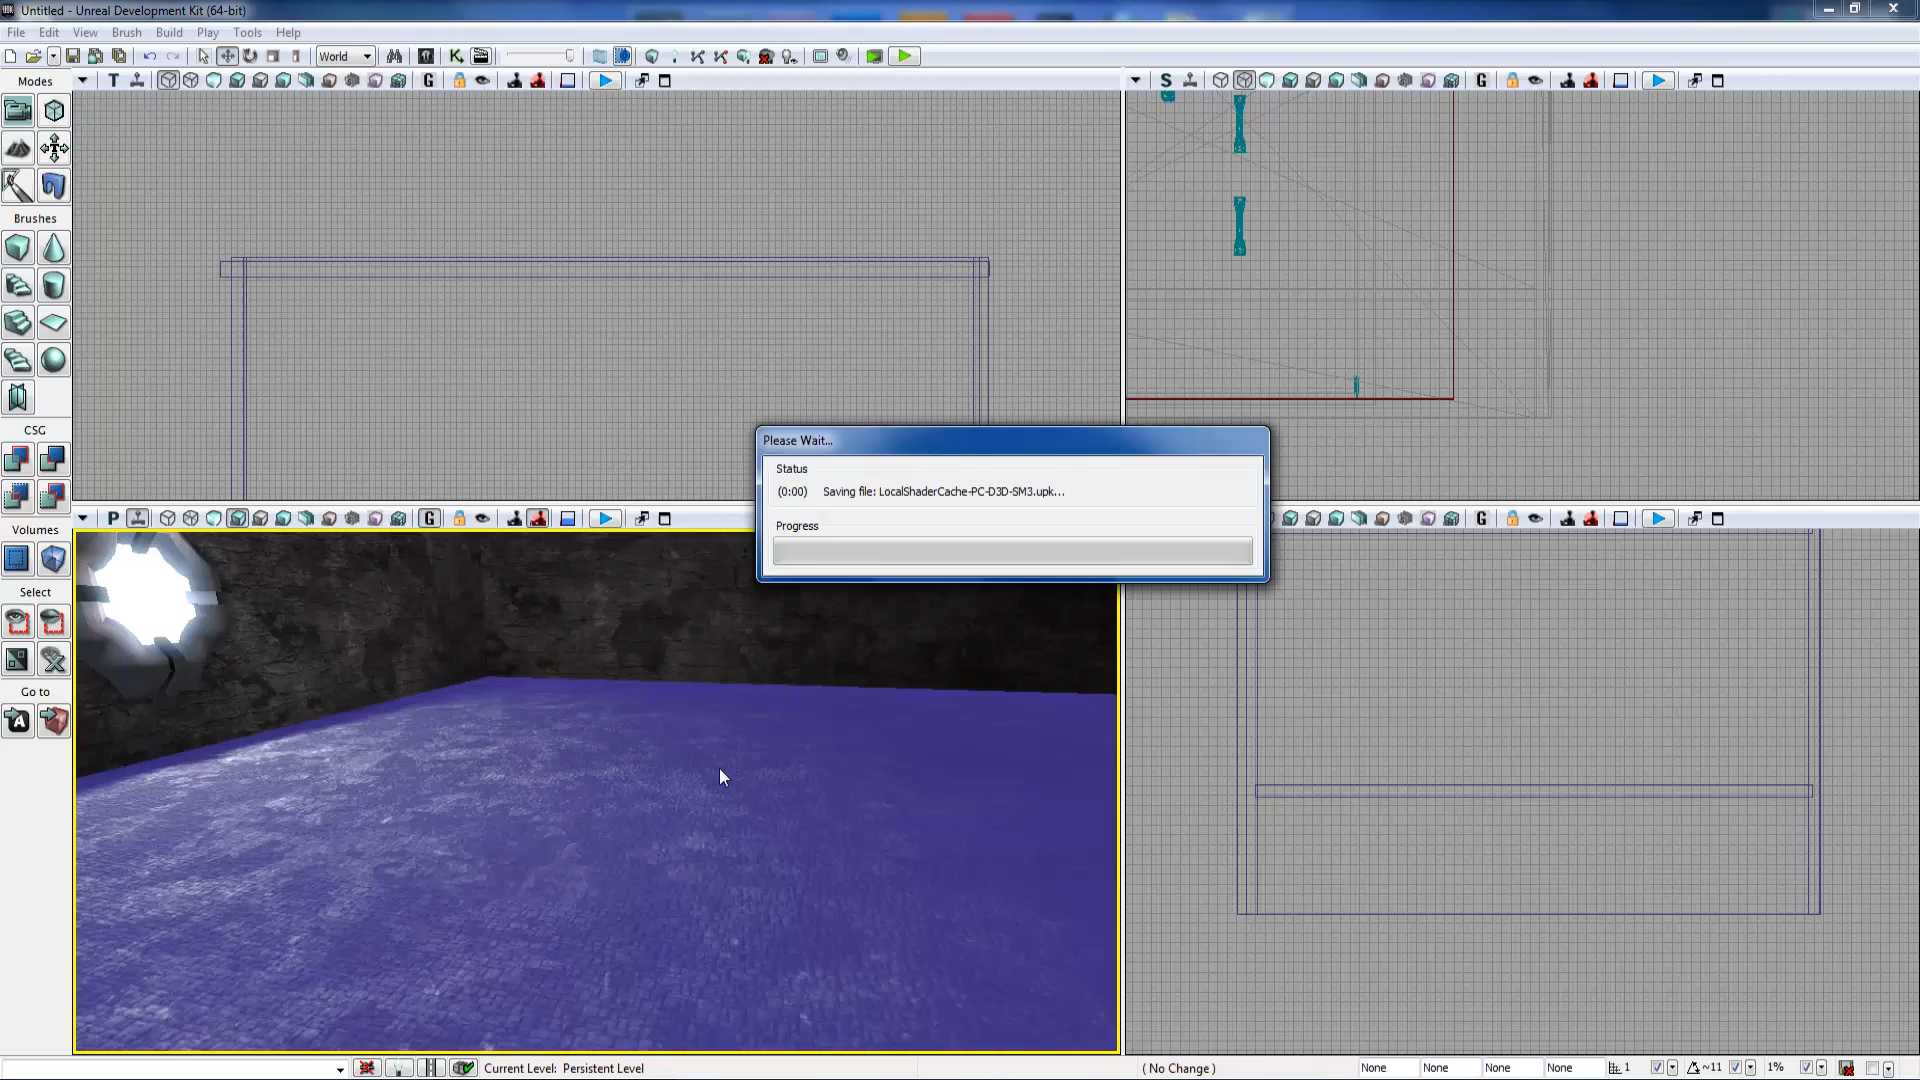 Untitled - Unreal Development Kit (64-bit)
File Edit View Brush Build Play Tools Help
World
Modes
T
G
S
G
Brushes
CSG
Please Wait...
Status
(0:00) Saving file: LocalShaderCache-PC-D3D-SM3.upk...
P
G
G
Volumes
Progress
Select
Go to
Current Level: Persistent Level
( No Change )
None
None
None
None
1
~11
1%